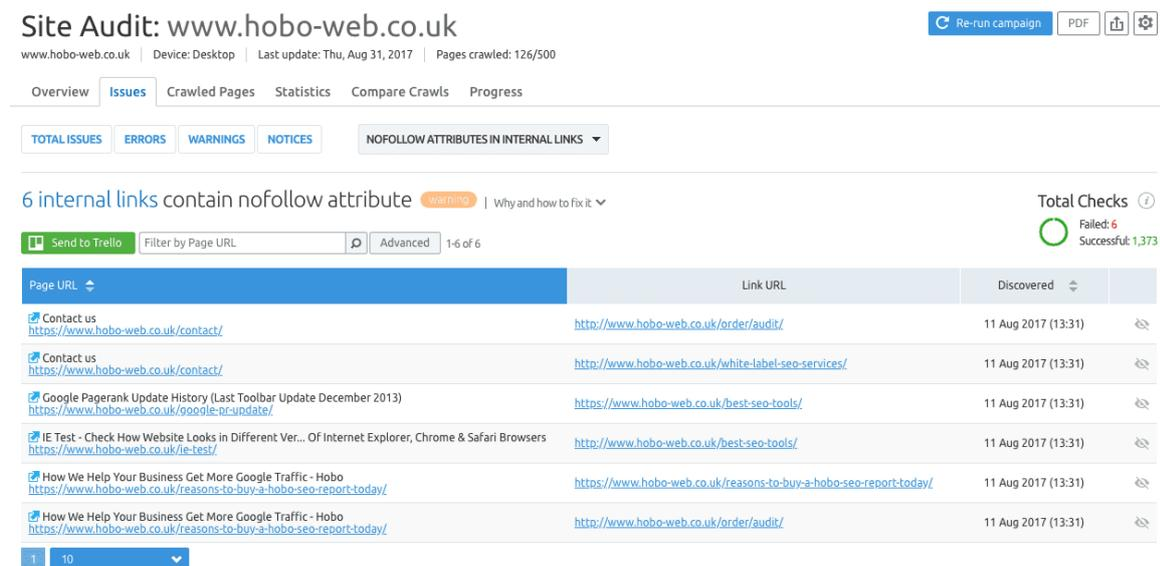 Site Audit: www.hobo-web.co.uk
Re-run campaign PDF
www.hobo-web.co.uk Device: Desktop Last update: Thu, Aug 31, 2017 Pages crawled: 126/500
Overview Issues Crawled Pages Statistics Compare Crawls Progress
TOTAL ISSUES ERRORS WARNINGS NOTICES NOFOLLOW ATTRIBUTES IN INTERNAL LINKS
6 internal links contain nofollow attribute warning | Why and how to fix it
Total Checks i
Failed: 6
Successful: 1,373
Send to Trello Filter by Page URL Advanced 1-6 of 6
Page URL Link URL Discovered
Contact us
https://www.hobo-web.co.uk/contact/ http://www.hobo-web.co.uk/order/audit/ 11 Aug 2017 (13:31)
Contact us
https://www.hobo-web.co.uk/contact/ http://www.hobo-web.co.uk/white-label-seo-services/ 11 Aug 2017 (13:31)
Google Pagerank Update History (Last Toolbar Update December 2013)
https://www.hobo-web.co.uk/google-pr-update/ https://www.hobo-web.co.uk/best-seo-tools/ 11 Aug 2017 (13:31)
IE Test - Check How Website Looks in Different Ver... Of Internet Explorer, Chrome & Safari Browsers
https://www.hobo-web.co.uk/ie-test/ http://www.hobo-web.co.uk/best-seo-tools/ 11 Aug 2017 (13:31)
How We Help Your Business Get More Google Traffic - Hobo
https://www.hobo-web.co.uk/reasons-to-buy-a-hobo-seo-report-today/ https://www.hobo-web.co.uk/reasons-to-buy-a-hobo-seo-report-today/ 11 Aug 2017 (13:31)
How We Help Your Business Get More Google Traffic - Hobo
https://www.hobo-web.co.uk/reasons-to-buy-a-hobo-seo-report-today/ http://www.hobo-web.co.uk/order/audit/ 11 Aug 2017 (13:31)
1 10